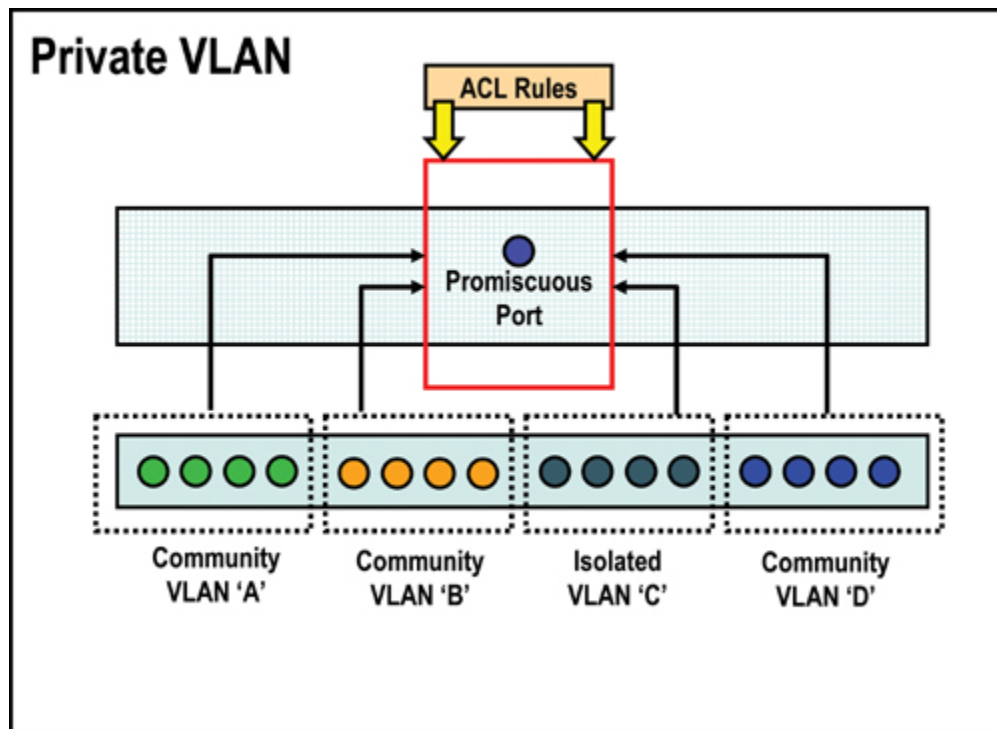 Private VLAN
ACL Rules
Promiscuous
Port
Community
VLAN ‘A’
Community
VLAN ‘B’
Isolated
VLAN ‘C’
Community
VLAN ‘D’